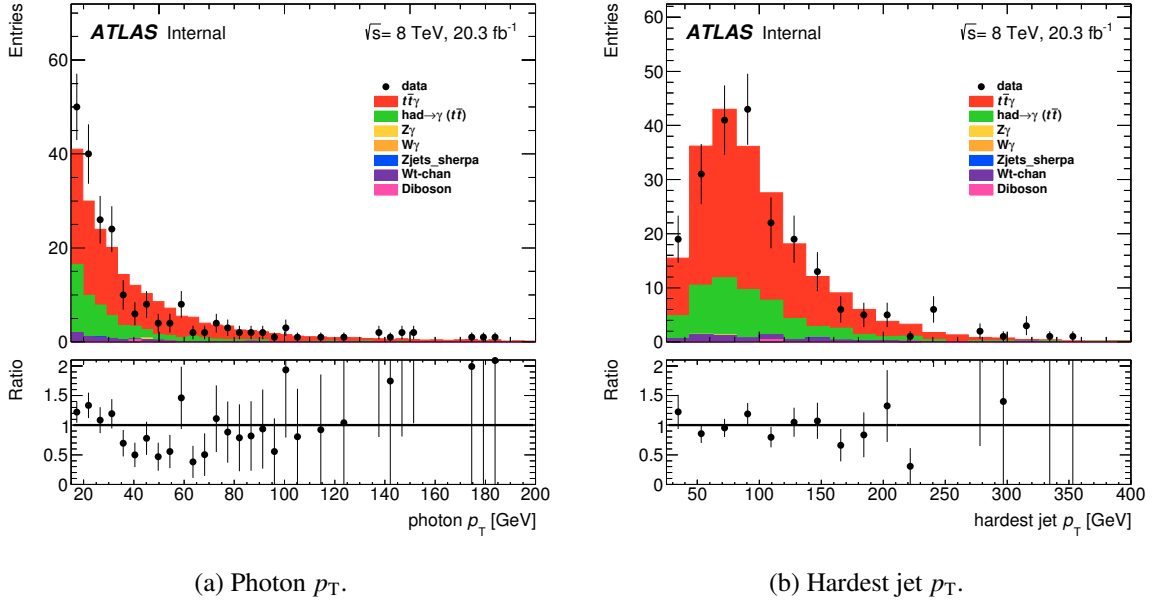 Entries
ATLAS Internal
√s= 8 TeV, 20.3 fb⁻¹
data
tt̄γ
had→γ (tt̄)
Zγ
Wγ
Zjets_sherpa
Wt-chan
Diboson
60
40
20
0
Ratio
2
1.5
1
0.5
0
20 40 60 80 100 120 140 160 180 200
photon p_T [GeV]
(a) Photon p_T.
Entries
ATLAS Internal
√s= 8 TeV, 20.3 fb⁻¹
data
tt̄γ
had→γ (tt̄)
Zγ
Wγ
Zjets_sherpa
Wt-chan
Diboson
60
50
40
30
20
10
0
Ratio
2
1.5
1
0.5
0
50 100 150 200 250 300 350 400
hardest jet p_T [GeV]
(b) Hardest jet p_T.